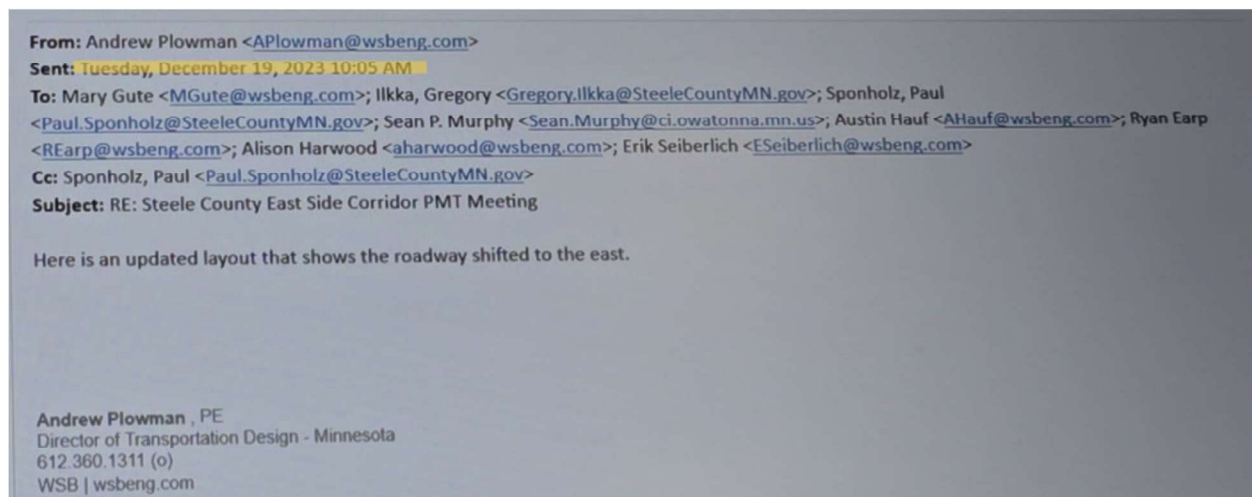 From: Andrew Plowman <APlowman@wsbeng.com>
Sent: Tuesday, December 19, 2023 10:05 AM
To: Mary Gute <MGute@wsbeng.com>; Ilkka, Gregory <Gregory.Ilkka@SteeleCountyMN.gov>; Sponholz, Paul
<Paul.Sponholz@SteeleCountyMN.gov>; Sean P. Murphy <Sean.Murphy@ci.owatonna.mn.us>; Austin Hauf <AHauf@wsbeng.com>; Ryan Earp
<REarp@wsbeng.com>; Alison Harwood <aharwood@wsbeng.com>; Erik Seiberlich <ESeiberlich@wsbeng.com>
Cc: Sponholz, Paul <Paul.Sponholz@SteeleCountyMN.gov>
Subject: RE: Steele County East Side Corridor PMT Meeting
Here is an updated layout that shows the roadway shifted to the east.
Andrew Plowman , PE
Director of Transportation Design - Minnesota
612.360.1311 (o)
WSB | wsbeng.com